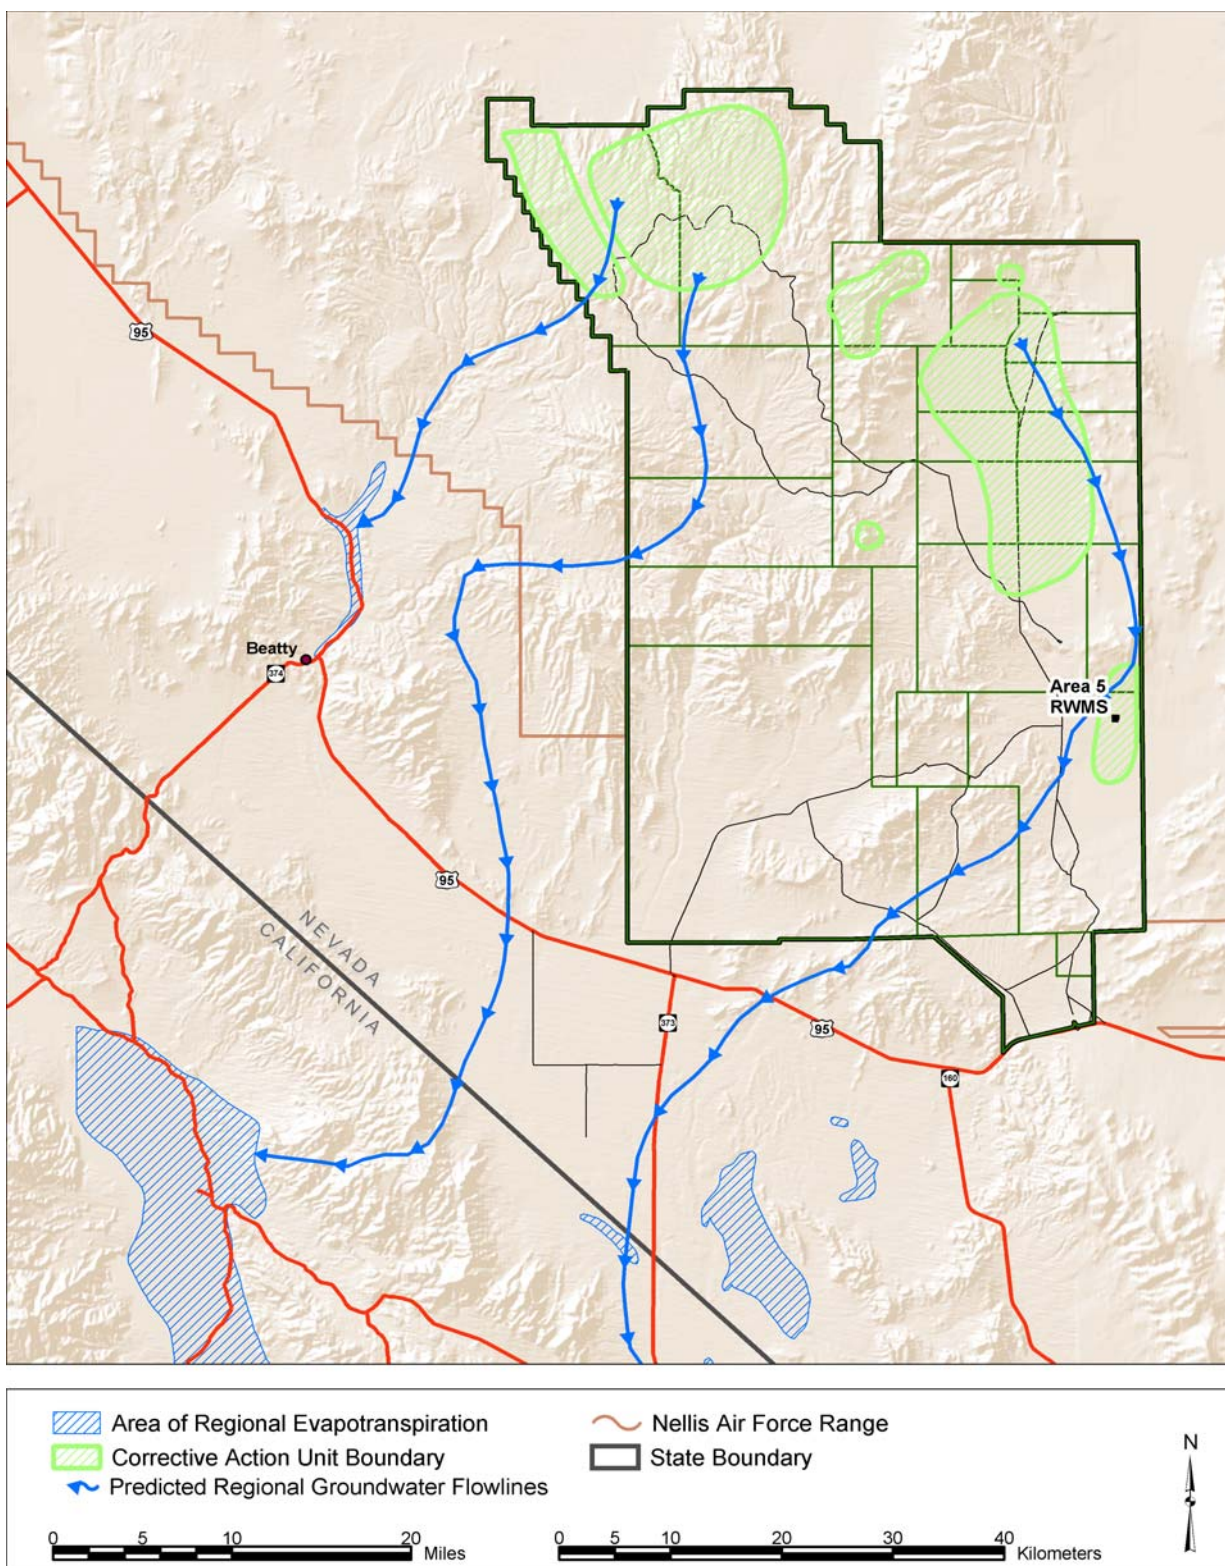 95
Beatty
374
Area 5
RWMS
95
NEVADA
CALIFORNIA
373
95
160
Area of Regional Evapotranspiration
Nellis Air Force Range
Corrective Action Unit Boundary
State Boundary
Predicted Regional Groundwater Flowlines
N
0 5 10 20
Miles
0 5 10 20 30 40
Kilometers